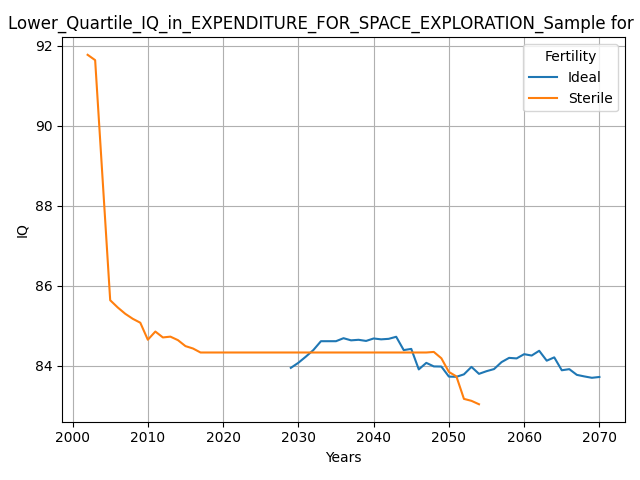 Lower_Quartile_IQ_in_EXPENDITURE_FOR_SPACE_EXPLORATION_Sample for
Fertility
Ideal
Sterile
92
90
88
86
84
IQ
2000 2010 2020 2030 2040 2050 2060 2070
Years